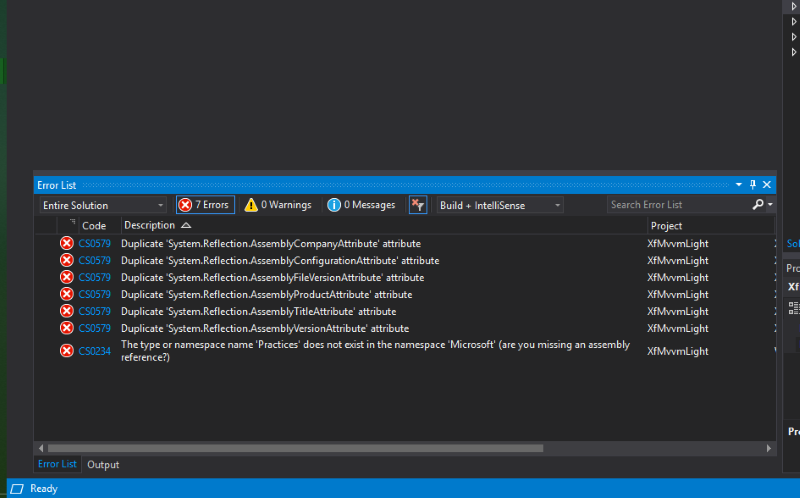 Error List
Entire Solution 7 Errors 0 Warnings 0 Messages Build + IntelliSense Search Error List
Code Description Project
CS0579 Duplicate 'System.Reflection.AssemblyCompanyAttribute' attribute XfMvvmLight
CS0579 Duplicate 'System.Reflection.AssemblyConfigurationAttribute' attribute XfMvvmLight
CS0579 Duplicate 'System.Reflection.AssemblyFileVersionAttribute' attribute XfMvvmLight
CS0579 Duplicate 'System.Reflection.AssemblyProductAttribute' attribute XfMvvmLight
CS0579 Duplicate 'System.Reflection.AssemblyTitleAttribute' attribute XfMvvmLight
CS0579 Duplicate 'System.Reflection.AssemblyVersionAttribute' attribute XfMvvmLight
CS0234 The type or namespace name 'Practices' does not exist in the namespace 'Microsoft' (are you missing an assembly
reference?) XfMvvmLight
Error List Output
Ready
Sol
Pro
Xf
Pro